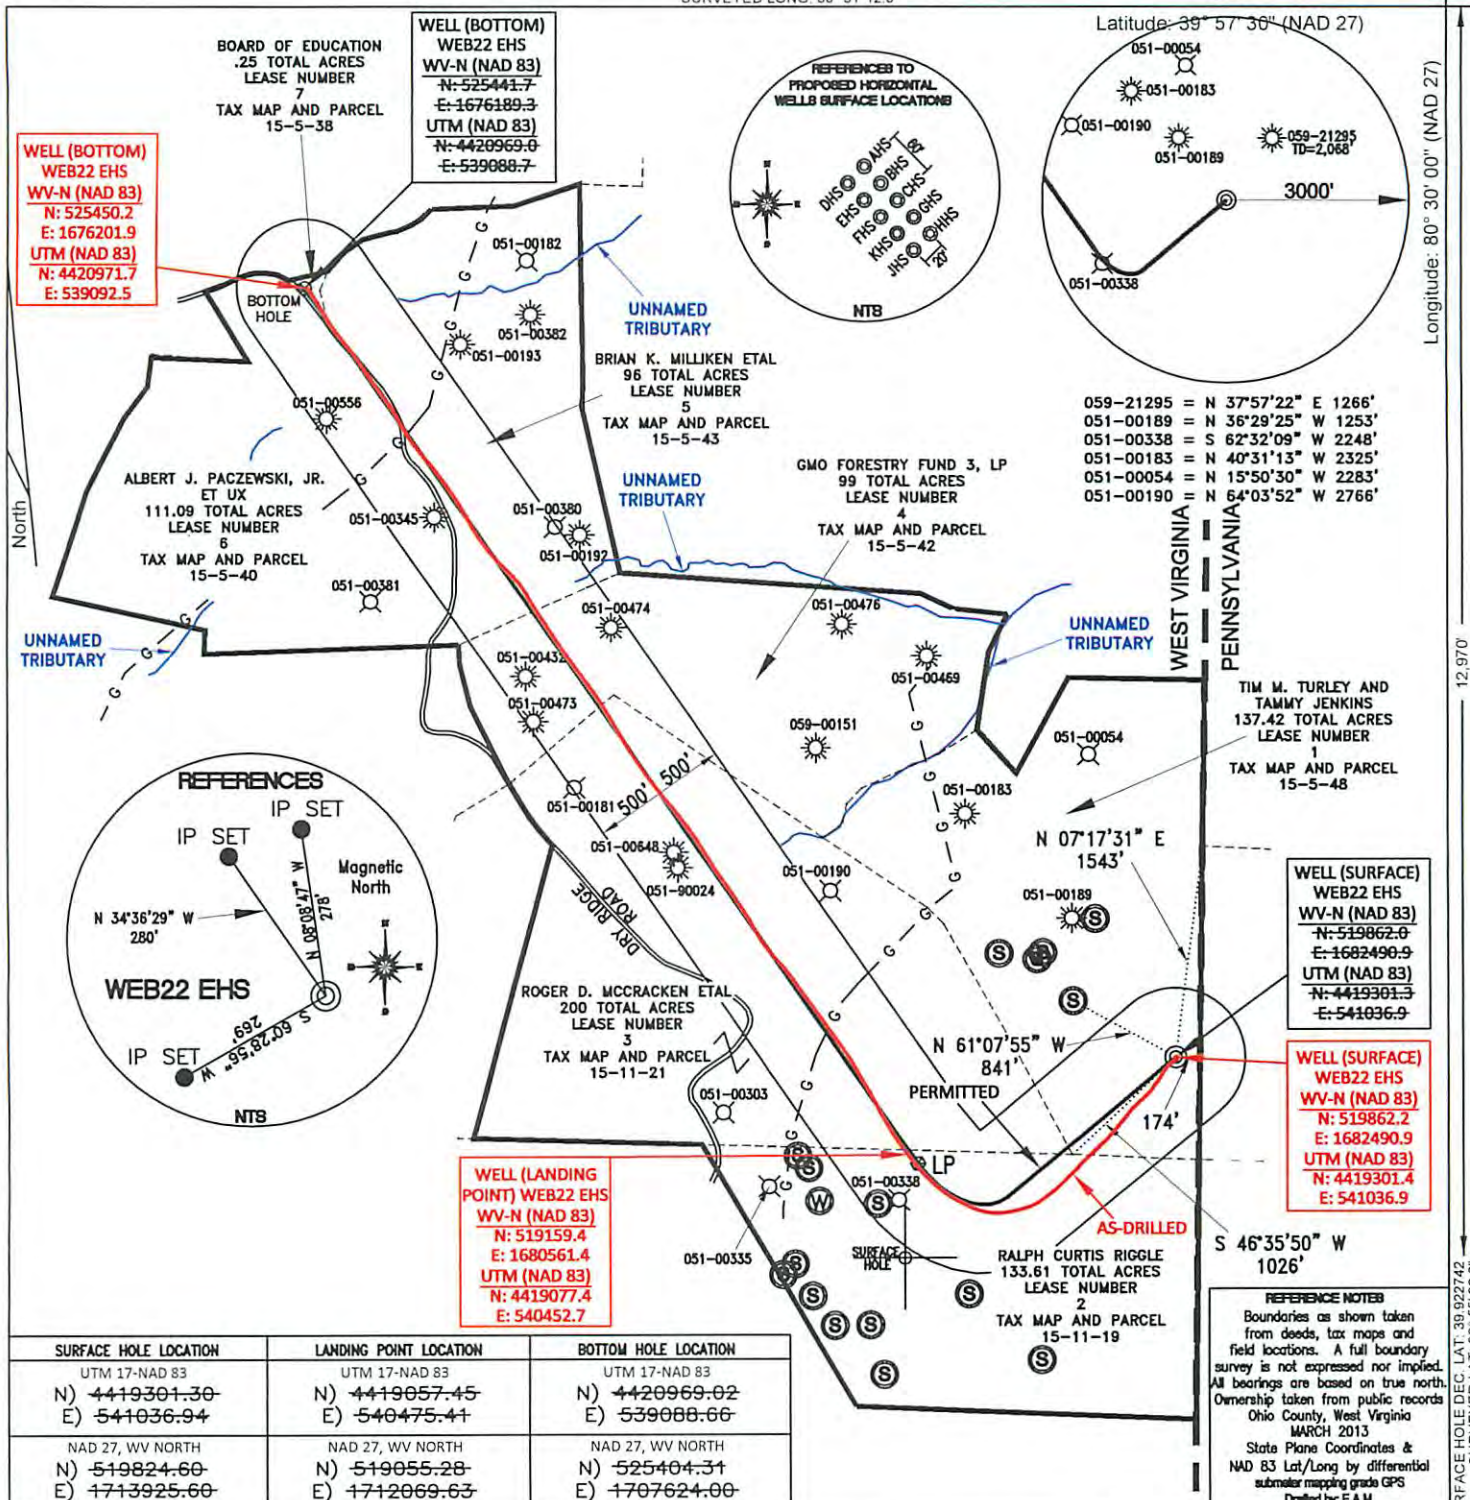 BOARD OF EDUCATION
.25 TOTAL ACRES
LEASE NUMBER
7
TAX MAP AND PARCEL
15-5-38
WELL (BOTTOM)
WEB22 EHS
WV-N (NAD 83)
N: 525441.7
E: 1676189.3
UTM (NAD 83)
N: 4420969.0
E: 539088.7
WELL (BOTTOM)
WEB22 EHS
WV-N (NAD 83)
N: 525450.2
E: 1676201.9
UTM (NAD 83)
N: 4420971.7
E: 539092.5
REFERENCES TO
PROPOSED HORIZONTAL
WELLS SURFACE LOCATIONS
AHS
BHS
CHS
DHS
EHS
FHS
GHS
HHS
KHS
JHS
60'
20'
NTS
Latitude: 39° 57' 30" (NAD 27)
Longitude: 80° 30' 00" (NAD 27)
051-00054
051-00183
051-00190
051-00189
059-21295
TD=2,068'
3000'
051-00338
059-21295 = N 37°57'22" E 1266'
051-00189 = N 36°29'25" W 1253'
051-00338 = S 62°32'09" W 2248'
051-00183 = N 40°31'13" W 2325'
051-00054 = N 15°50'30" W 2283'
051-00190 = N 64°03'52" W 2766'
BOTTOM
HOLE
051-00182
051-00382
051-00193
UNNAMED
TRIBUTARY
BRIAN K. MILLIKEN ETAL
96 TOTAL ACRES
LEASE NUMBER
5
TAX MAP AND PARCEL
15-5-43
051-00556
ALBERT J. PACZEWSKI, JR.
ET UX
111.09 TOTAL ACRES
LEASE NUMBER
6
TAX MAP AND PARCEL
15-5-40
North
051-00345
051-00381
051-00380
051-00192
UNNAMED
TRIBUTARY
GMO FORESTRY FUND 3, LP
99 TOTAL ACRES
LEASE NUMBER
4
TAX MAP AND PARCEL
15-5-42
WEST VIRGINIA
PENNSYLVANIA
UNNAMED
TRIBUTARY
UNNAMED
TRIBUTARY
051-00474
051-00476
051-00432
051-00469
051-00473
059-00151
12,970'
TIM M. TURLEY AND
TAMMY JENKINS
137.42 TOTAL ACRES
LEASE NUMBER
1
TAX MAP AND PARCEL
15-5-48
051-00054
051-00183
500'
500'
051-00181
051-00648
051-90024
051-00190
N 07°17'31" E
1543'
051-00189
REFERENCES
IP SET
IP SET
Magnetic
North
N 34°36'29" W
280'
N 08°08'47" W
278'
WEB22 EHS
S 60°28'56" W
269'
IP SET
NTS
DRY RIDGE
ROAD
WELL (SURFACE)
WEB22 EHS
WV-N (NAD 83)
N: 519862.0
E: 1682490.9
UTM (NAD 83)
N: 4419301.3
E: 541036.9
ROGER D. MCCRACKEN ETAL
200 TOTAL ACRES
LEASE NUMBER
3
TAX MAP AND PARCEL
15-11-21
N 61°07'55" W
841'
PERMITTED
174'
WELL (SURFACE)
WEB22 EHS
WV-N (NAD 83)
N: 519862.2
E: 1682490.9
UTM (NAD 83)
N: 4419301.4
E: 541036.9
051-00303
LP
WELL (LANDING
POINT) WEB22 EHS
WV-N (NAD 83)
N: 519159.4
E: 1680561.4
UTM (NAD 83)
N: 4419077.4
E: 540452.7
051-00338
051-00335
SURFACE
HOLE
AS-DRILLED
RALPH CURTIS RIGGLE
133.61 TOTAL ACRES
LEASE NUMBER
2
TAX MAP AND PARCEL
15-11-19
S 46°35'50" W
1026'
REFERENCE NOTES
Boundaries as shown taken
from deeds, tax maps and
field locations. A full boundary
survey is not expressed nor implied.
All bearings are based on true north.
Ownership taken from public records
Ohio County, West Virginia
MARCH 2013
State Plane Coordinates &
NAD 83 Lat/Long by differential
submeter mapping grade GPS
SURFACE HOLE LOCATION
UTM 17-NAD 83
N) 4419301.30
E) 541036.94
NAD 27, WV NORTH
N) 519824.60
E) 1713925.60
LANDING POINT LOCATION
UTM 17-NAD 83
N) 4419057.45
E) 540475.41
NAD 27, WV NORTH
N) 519055.28
E) 1712069.63
BOTTOM HOLE LOCATION
UTM 17-NAD 83
N) 4420969.02
E) 539088.66
NAD 27, WV NORTH
N) 525404.31
E) 1707624.00